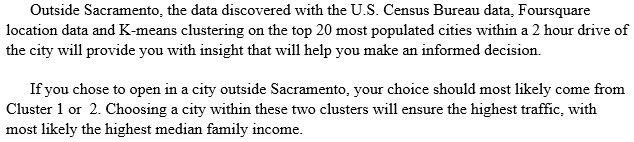 Outside Sacramento, the data discovered with the U.S. Census Bureau data, Foursquare
location data and K-means clustering on the top 20 most populated cities within a 2 hour drive of
the city will provide you with insight that will help you make an informed decision.
If you chose to open in a city outside Sacramento, your choice should most likely come from
Cluster 1 or 2. Choosing a city within these two clusters will ensure the highest traffic, with
most likely the highest median family income.